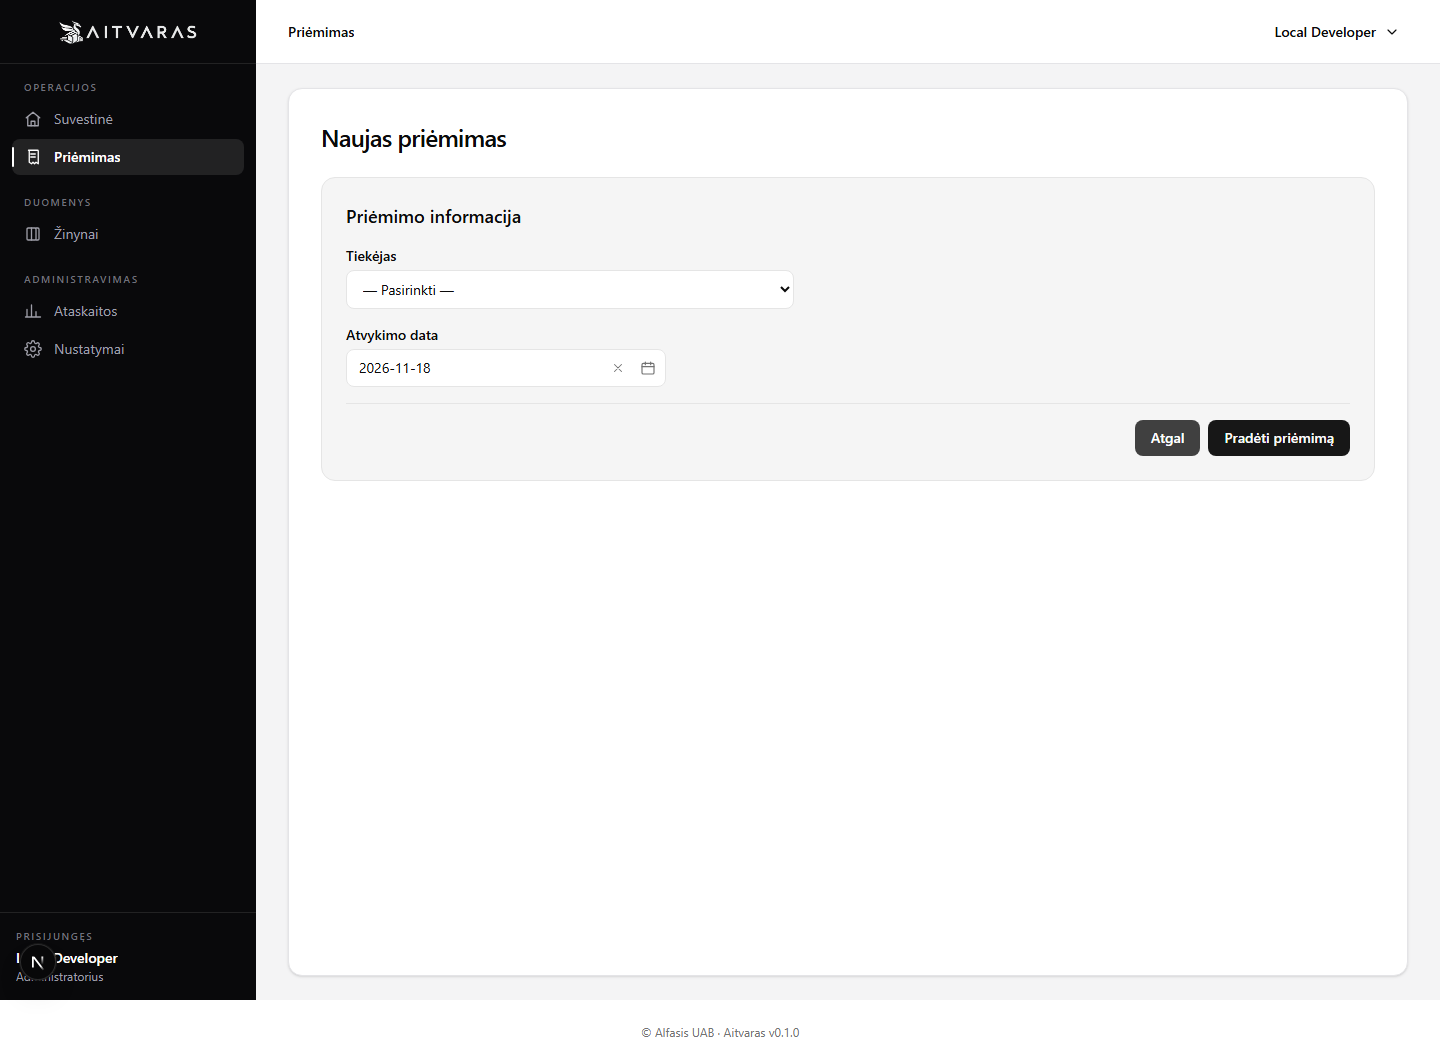 AITVARAS
Priėmimas
Local Developer
OPERACIJOS
Suvestinė
Priėmimas
DUOMENYS
Žinynai
ADMINISTRAVIMAS
Ataskaitos
Nustatymai
Naujas priėmimas
Priėmimo informacija
Tiekėjas
— Pasirinkti —
Atvykimo data
2026-11-18
Atgal
Pradėti priėmimą
PRISIJUNGĘS
N
Developer
© Alfasis UAB · Aitvaras v0.1.0